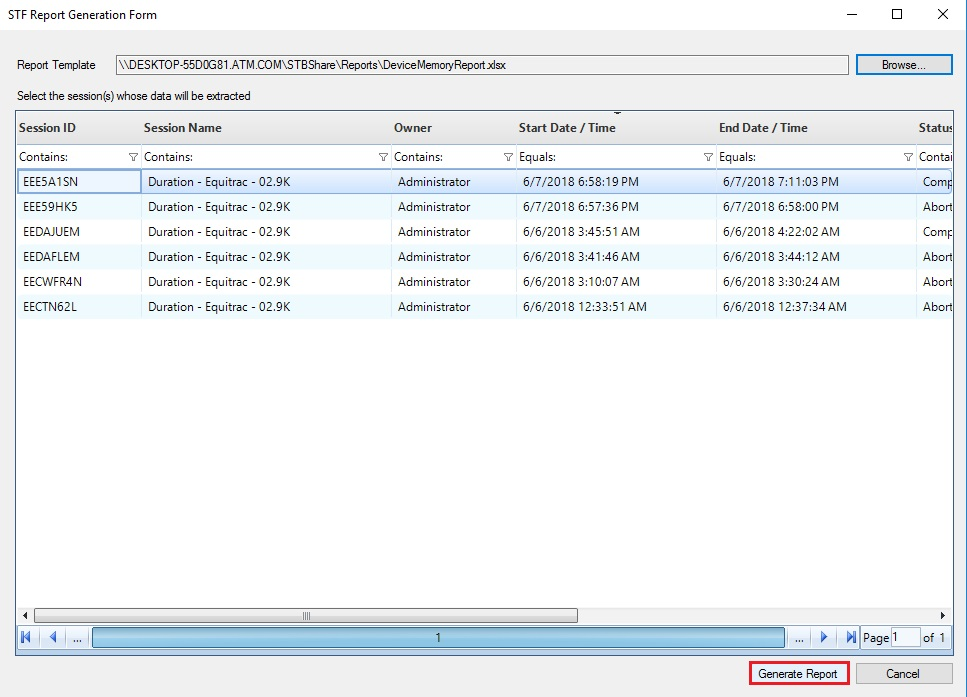 STF Report Generation Form
Report Template \\DESKTOP-55D0G81.ATM.COM\STBShare\Reports\DeviceMemoryReport.xlsx Browse...
Select the session(s) whose data will be extracted
Session ID Session Name Owner Start Date / Time End Date / Time Status
Contains: Contains: Contains: Equals: Equals: Contai
EEE5A1SN Duration - Equitrac - 02.9K Administrator 6/7/2018 6:58:19 PM 6/7/2018 7:11:03 PM Comp
EEE59HK5 Duration - Equitrac - 02.9K Administrator 6/7/2018 6:57:36 PM 6/7/2018 6:58:00 PM Abort
EEDAJUEM Duration - Equitrac - 02.9K Administrator 6/6/2018 3:45:51 AM 6/6/2018 4:22:02 AM Comp
EEDAFLEM Duration - Equitrac - 02.9K Administrator 6/6/2018 3:41:46 AM 6/6/2018 3:44:12 AM Abort
EECWFR4N Duration - Equitrac - 02.9K Administrator 6/6/2018 3:10:07 AM 6/6/2018 3:30:24 AM Abort
EECTN62L Duration - Equitrac - 02.9K Administrator 6/6/2018 12:33:51 AM 6/6/2018 12:37:34 AM Abort
... 1 ... Page 1 of 1
Generate Report Cancel